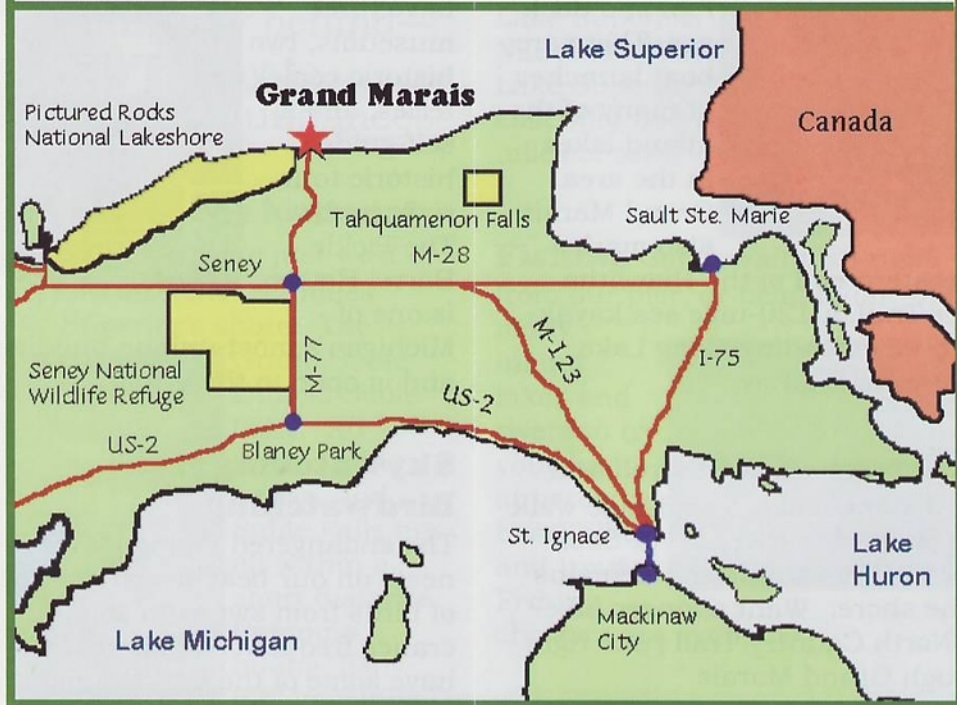 Lake Superior
Grand Marais
Pictured Rocks
National Lakeshore
Canada
Tahquamenon Falls
Sault Ste. Marie
M-28
Seney
M-123
I-75
M-77
Seney National
Wildlife Refuge
US-2
US-2
Blaney Park
St. Ignace
Lake
Huron
Mackinaw
City
Lake Michigan